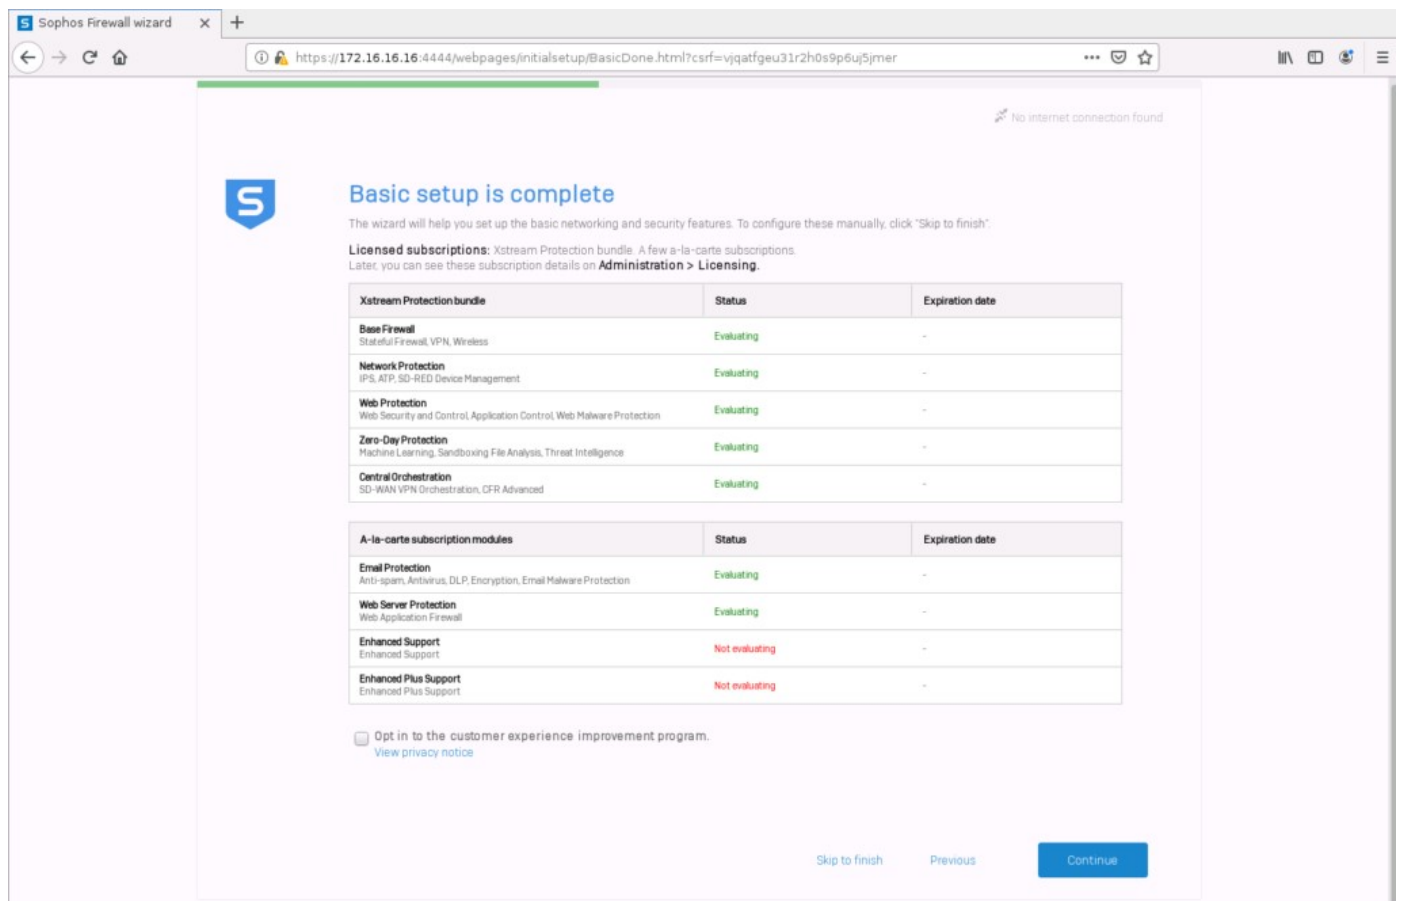 Sophos Firewall wizard
https://172.16.16.16:4444/webpages/initialsetup/BasicDone.html?csrf=vjqatfgeu31r2h0s9p6uj5jmer
No internet connection found
S
Basic setup is complete
The wizard will help you set up the basic networking and security features. To configure these manually, click "Skip to finish".
Licensed subscriptions: Xstream Protection bundle. A few a-la-carte subscriptions.
Later, you can see these subscription details on Administration > Licensing.
Xstream Protection bundle Status Expiration date
Base Firewall
Stateful Firewall, VPN, Wireless
Evaluating -
Network Protection
IPS, ATP, SD-RED Device Management
Evaluating -
Web Protection
Web Security and Control, Application Control, Web Malware Protection
Evaluating -
Zero-Day Protection
Machine Learning, Sandboxing File Analysis, Threat Intelligence
Evaluating -
Central Orchestration
SD-WAN VPN Orchestration, CFR Advanced
Evaluating -
A-la-carte subscription modules Status Expiration date
Email Protection
Anti-spam, Antivirus, DLP, Encryption, Email Malware Protection
Evaluating -
Web Server Protection
Web Application Firewall
Evaluating -
Enhanced Support
Enhanced Support
Not evaluating -
Enhanced Plus Support
Enhanced Plus Support
Not evaluating -
Opt in to the customer experience improvement program.
View privacy notice
Skip to finish Previous Continue